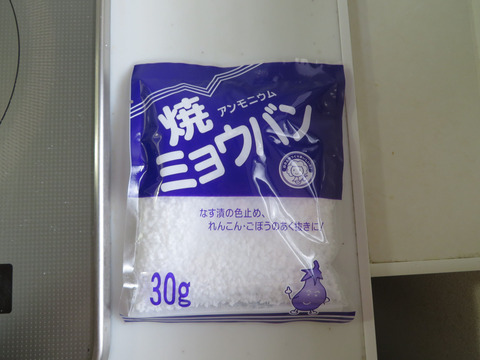 焼
アンモニウム
ミョウバン
なす漬の色止め、
れんこん・ごぼうのあく抜きに！
30g